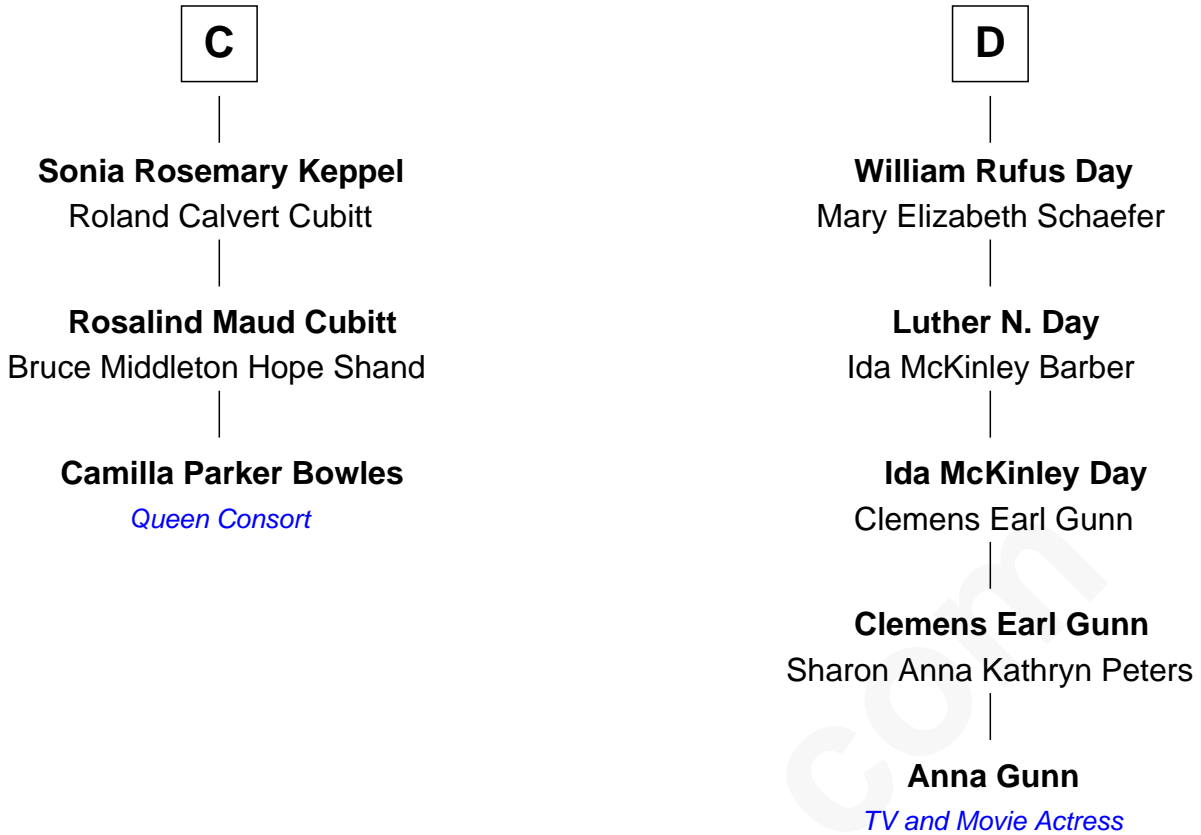 C
Sonia Rosemary Keppel
Roland Calvert Cubitt
Rosalind Maud Cubitt
Bruce Middleton Hope Shand
Camilla Parker Bowles
Queen Consort
D
William Rufus Day
Mary Elizabeth Schaefer
Luther N. Day
Ida McKinley Barber
Ida McKinley Day
Clemens Earl Gunn
Clemens Earl Gunn
Sharon Anna Kathryn Peters
Anna Gunn
TV and Movie Actress
com